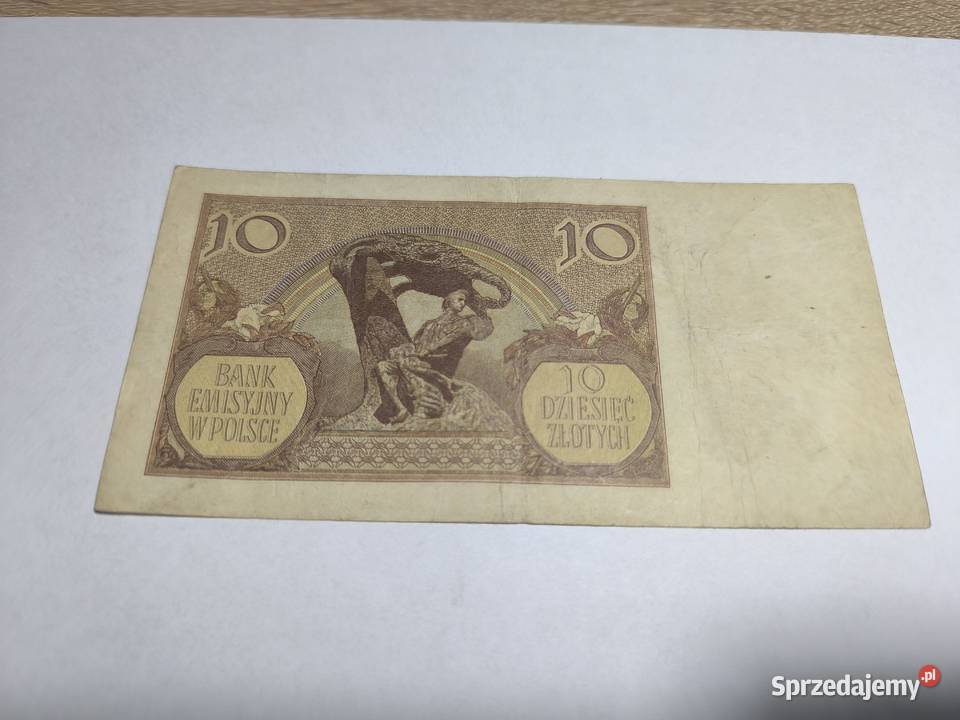 10
10
BANK
EMISYJNY
W POLSCE
10
DZIESIĘĆ
ZŁOTYCH
Sprzedajemy.pl